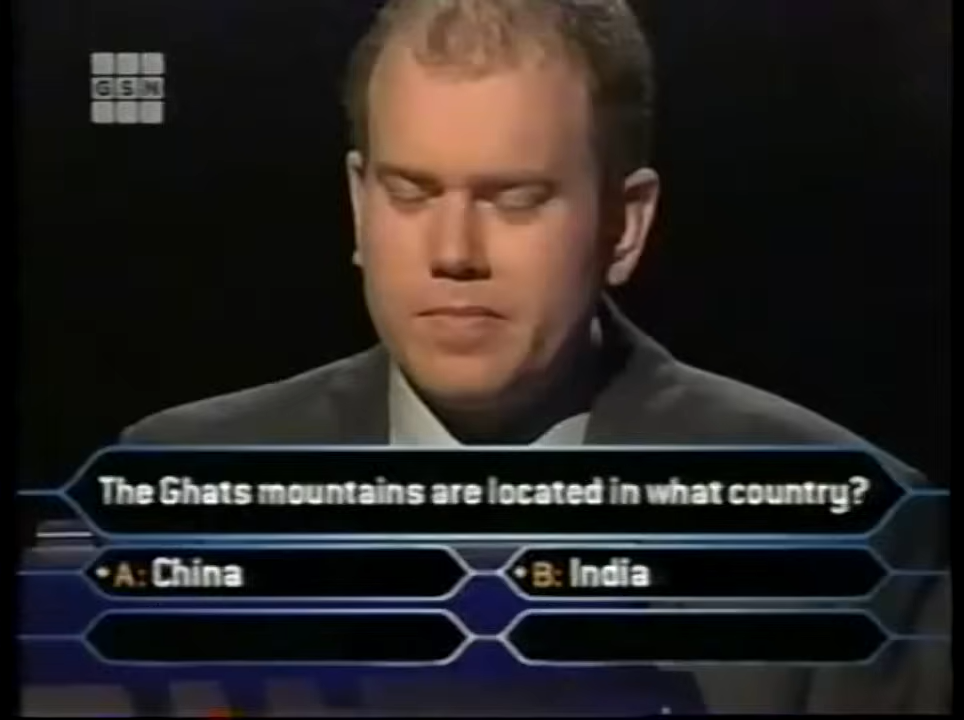 GSN
The Ghats mountains are located in what country?
• A: China
• B: India